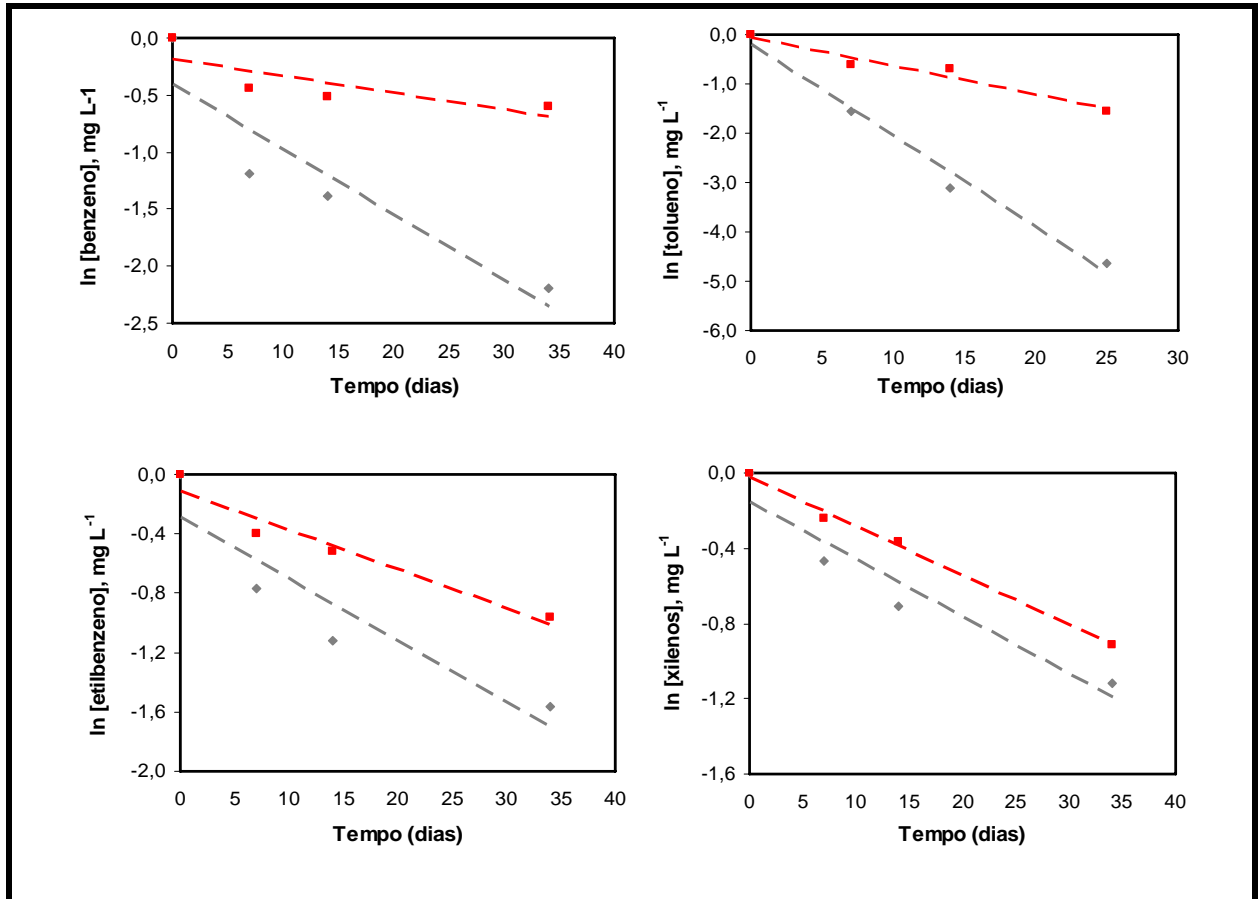 0,0
-0,5
-1,0
-1,5
-2,0
-2,5
ln [benzeno], mg L-1
0 5 10 15 20 25 30 35 40
Tempo (dias)
0,0
-1,0
-2,0
-3,0
-4,0
-5,0
-6,0
ln [tolueno], mg L⁻¹
0 5 10 15 20 25 30
Tempo (dias)
0,0
-0,4
-0,8
-1,2
-1,6
-2,0
ln [etilbenzeno], mg L⁻¹
0 5 10 15 20 25 30 35 40
Tempo (dias)
0,0
-0,4
-0,8
-1,2
-1,6
ln [xilenos], mg L⁻¹
0 5 10 15 20 25 30 35 40
Tempo (dias)